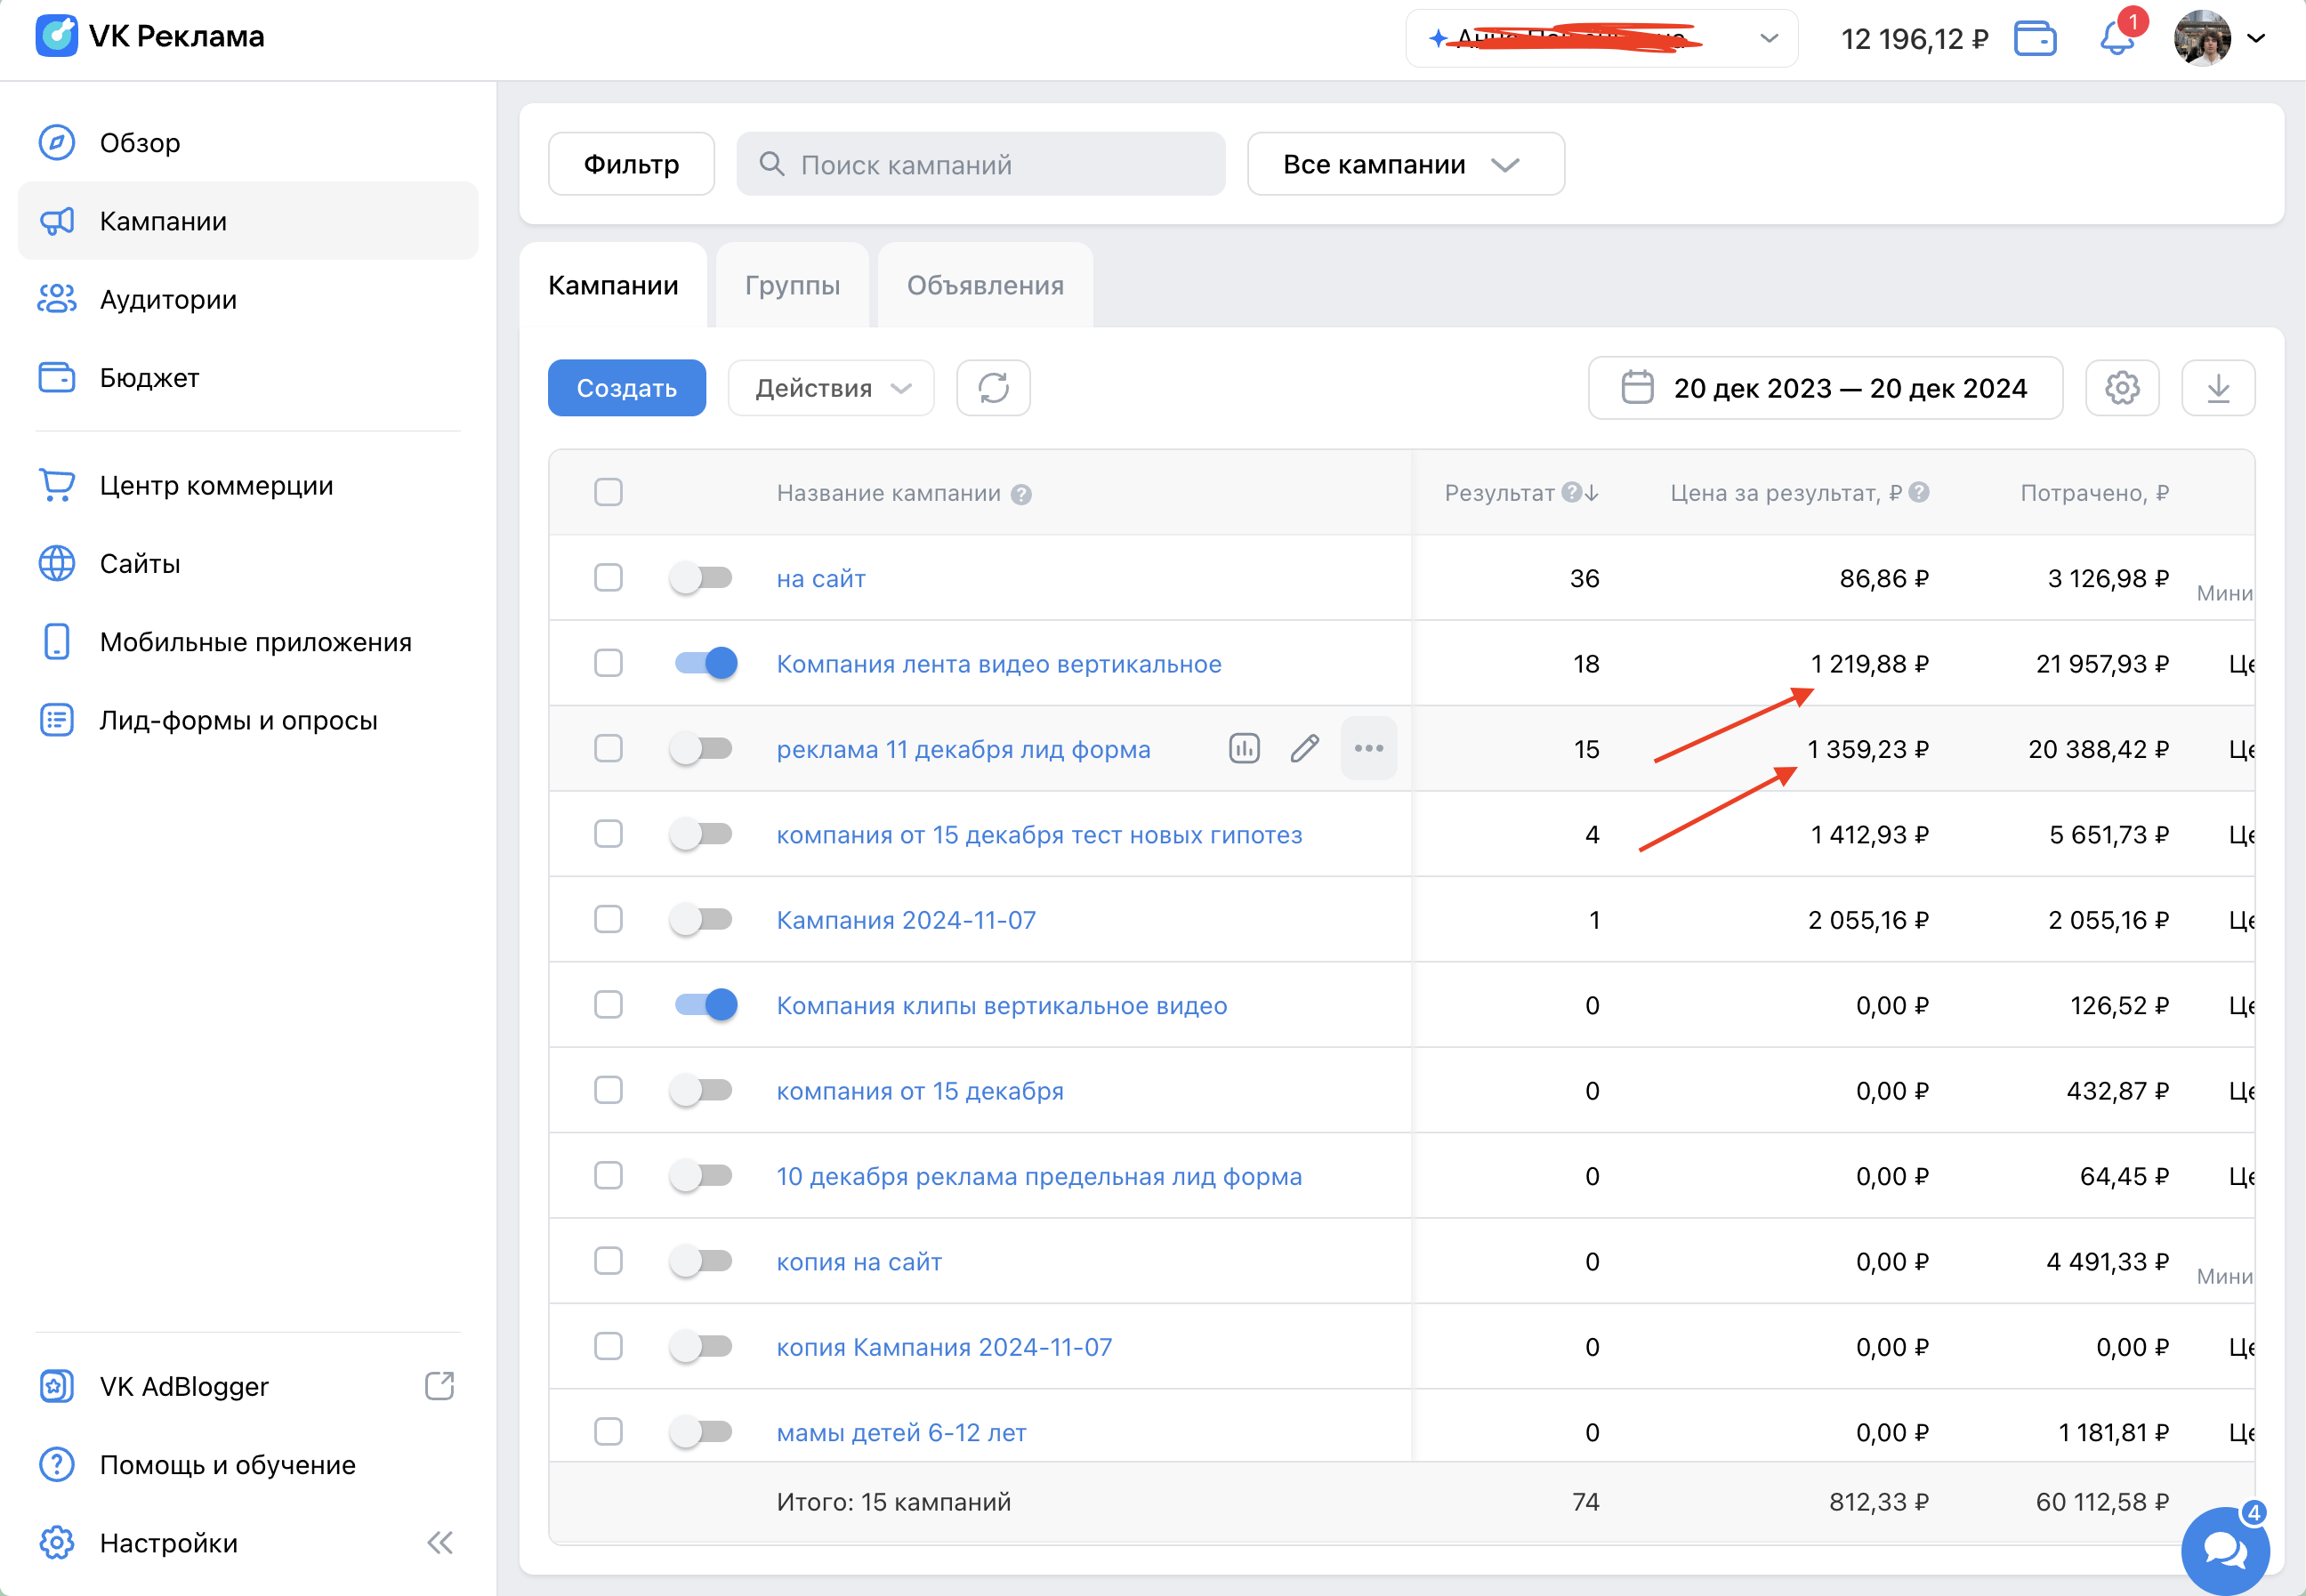 VK Реклама
12 196,12 ₽
1
Обзор
Кампании
Аудитории
Бюджет
Центр коммерции
Сайты
Мобильные приложения
Лид-формы и опросы
VK AdBlogger
Помощь и обучение
Настройки
Фильтр
Поиск кампаний
Все кампании
Кампании Группы Объявления
Создать Действия 20 дек 2023 — 20 дек 2024
Название кампании ? Результат ? ↓ Цена за результат, ₽ ? Потрачено, ₽
на сайт 36 86,86 ₽ 3 126,98 ₽ Мини
Компания лента видео вертикальное 18 1 219,88 ₽ 21 957,93 ₽ Це
реклама 11 декабря лид форма 15 1 359,23 ₽ 20 388,42 ₽ Це
компания от 15 декабря тест новых гипотез 4 1 412,93 ₽ 5 651,73 ₽ Це
Кампания 2024-11-07 1 2 055,16 ₽ 2 055,16 ₽ Це
Компания клипы вертикальное видео 0 0,00 ₽ 126,52 ₽ Це
компания от 15 декабря 0 0,00 ₽ 432,87 ₽ Це
10 декабря реклама предельная лид форма 0 0,00 ₽ 64,45 ₽ Це
копия на сайт 0 0,00 ₽ 4 491,33 ₽ Мини
копия Кампания 2024-11-07 0 0,00 ₽ 0,00 ₽ Це
мамы детей 6-12 лет 0 0,00 ₽ 1 181,81 ₽ Це
Итого: 15 кампаний 74 812,33 ₽ 60 112,58 ₽
4